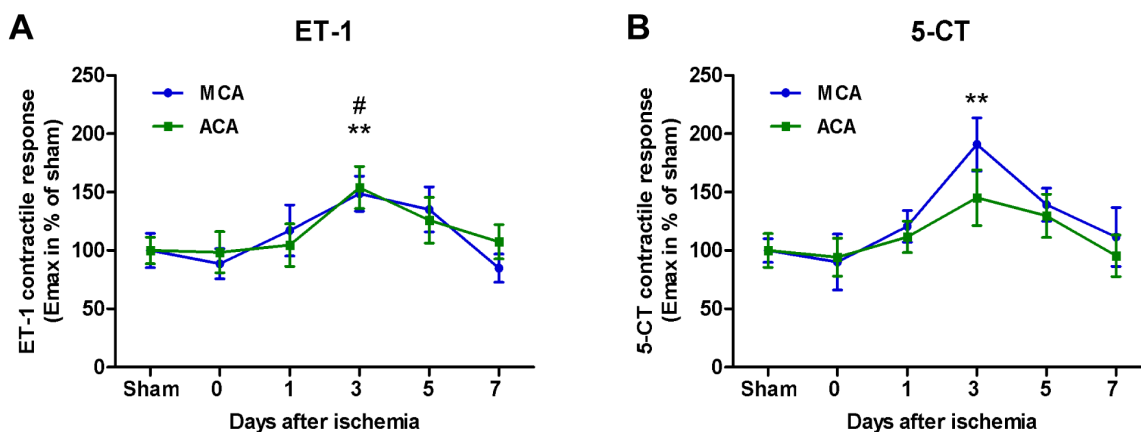 A
ET-1
ET-1 contractile response
(Emax in % of sham)
250
200
150
100
50
0
MCA
ACA
#
**
Sham 0 1 3 5 7
Days after ischemia
B
5-CT
5-CT contractile response
(Emax in % of sham)
250
200
150
100
50
0
MCA
ACA
**
Sham 0 1 3 5 7
Days after ischemia